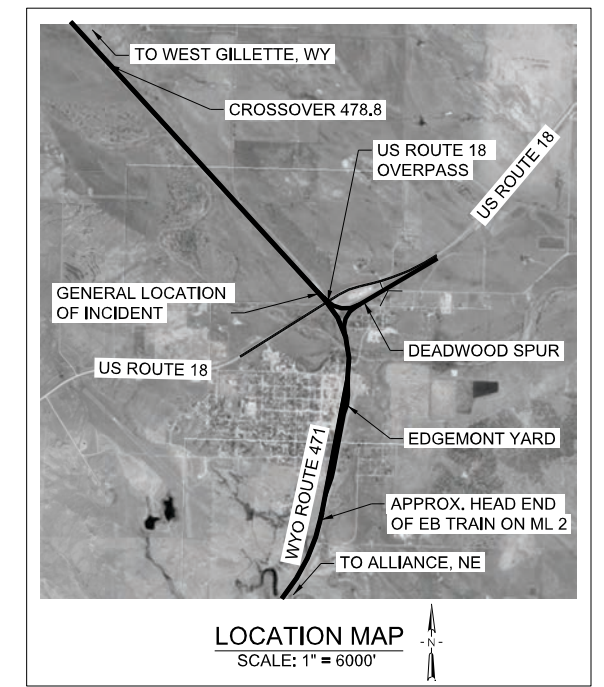 TO WEST GILLETTE, WY
CROSSOVER 478.8
US ROUTE 18
OVERPASS
US ROUTE 18
GENERAL LOCATION
OF INCIDENT
DEADWOOD SPUR
US ROUTE 18
EDGEMONT YARD
WYO ROUTE 471
APPROX. HEAD END
OF EB TRAIN ON ML 2
TO ALLIANCE, NE
LOCATION MAP
SCALE: 1" = 6000'
-N-